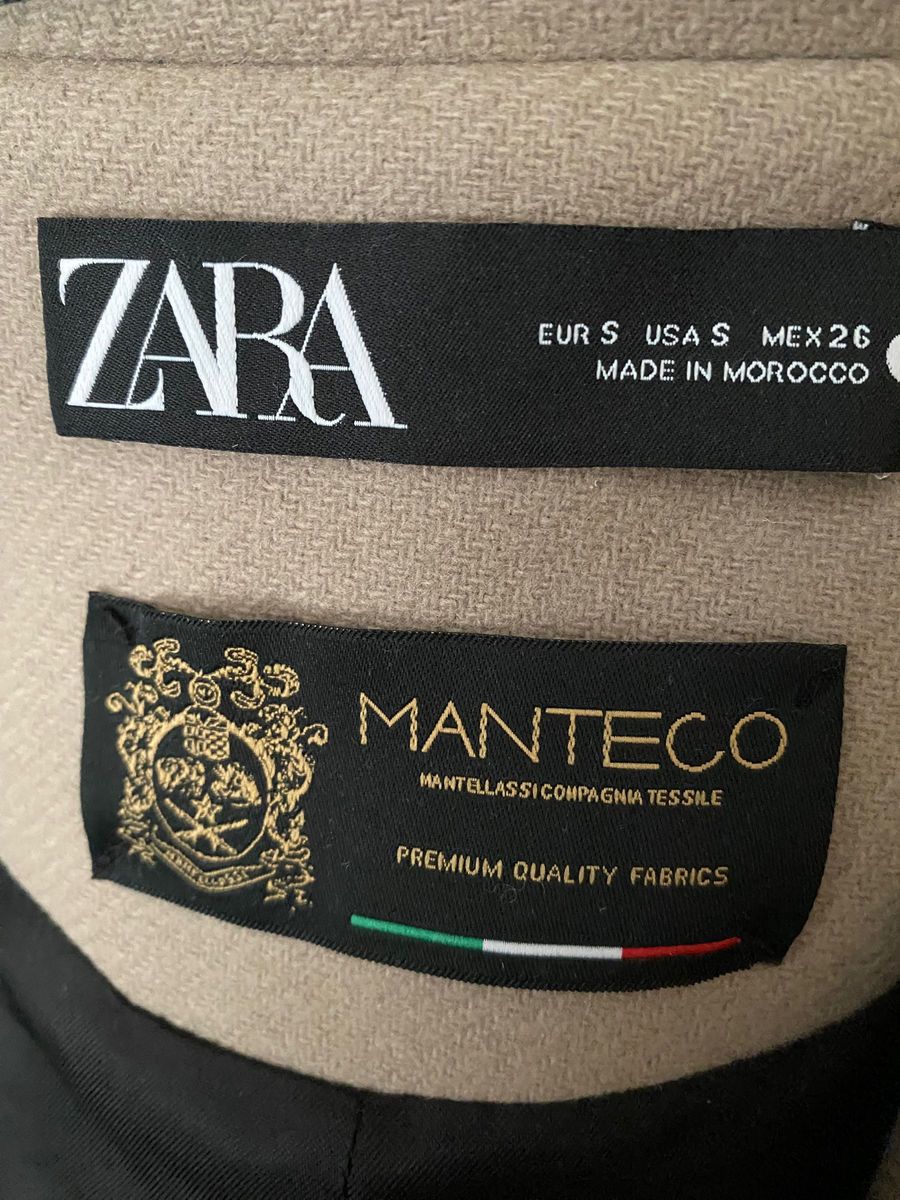 ZARA
EUR S USA S MEX 26
MADE IN MOROCCO
MANTECO
MANTELLASSI COMPAGNIA TESSILE
PREMIUM QUALITY FABRICS